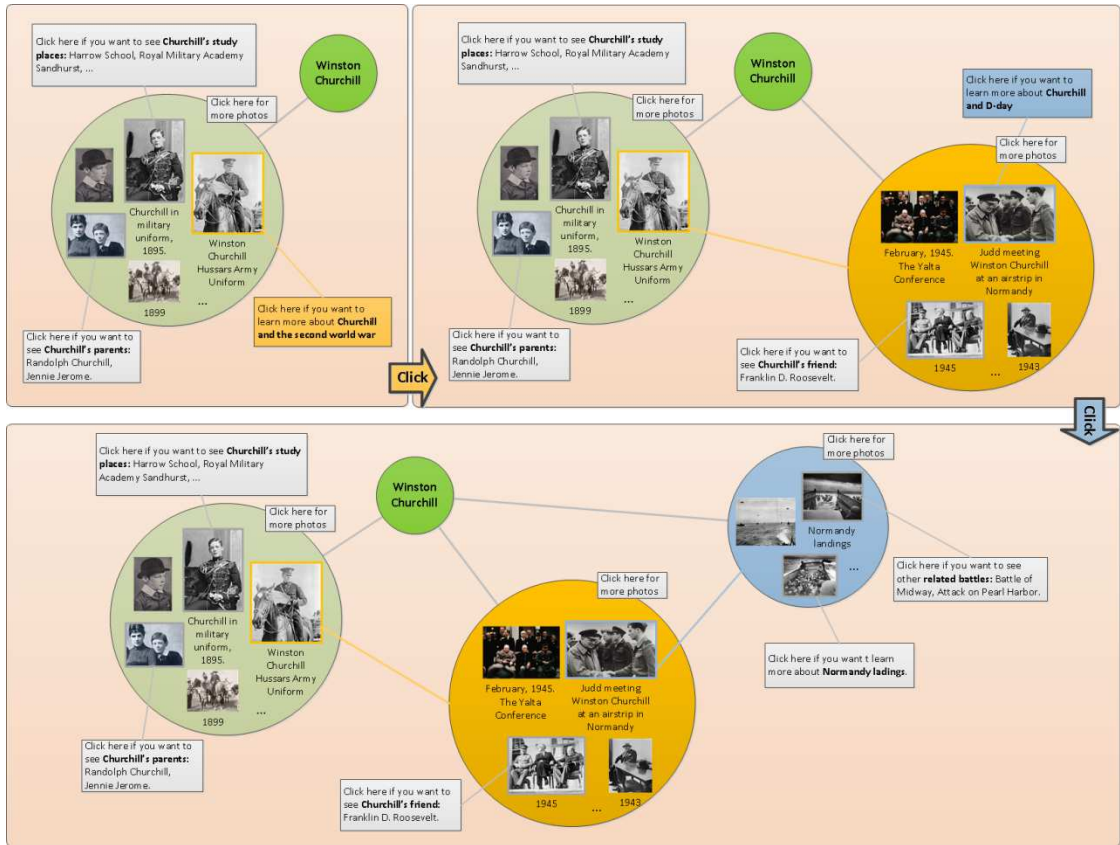 Click here if you want to see Churchill's study
places: Harrow School, Royal Military Academy
Sandhurst, ...
Winston
Churchill
Click here for
more photos
Churchill in
military
uniform,
1895.
Winston
Churchill
Hussars Army
Uniform
1899
...
Click here if you want to
learn more about Churchill
and the second world war
Click here if you want to
see Churchill's parents:
Randolph Churchill,
Jennie Jerome.
Click
Click here if you want to see Churchill's study
places: Harrow School, Royal Military Academy
Sandhurst, ...
Winston
Churchill
Click here if you want to
learn more about Churchill
and D-day
Click here for
more photos
Click here for
more photos
Churchill in
military
uniform,
1895.
Winston
Churchill
Hussars Army
Uniform
1899
...
February, 1945.
The Yalta
Conference
Judd meeting
Winston Churchill
at an airstrip in
Normandy
1945
...
1943
Click here if you want to
see Churchill's parents:
Randolph Churchill,
Jennie Jerome.
Click here if you want to
see Churchill's friend:
Franklin D. Roosevelt.
Click
Click here if you want to see Churchill's study
places: Harrow School, Royal Military
Academy Sandhurst, ...
Winston
Churchill
Click here for
more photos
Click here for
more photos
Churchill in
military
uniform,
1895.
Winston
Churchill
Hussars Army
Uniform
1899
...
Click here for
more photos
February, 1945.
The Yalta
Conference
Judd meeting
Winston Churchill
at an airstrip in
Normandy
1945
...
1943
Normandy
landings
...
Click here if you want to see
other related battles: Battle of
Midway, Attack on Pearl Harbor.
Click here if you want t learn
more about Normandy ladings.
Click here if you want to
see Churchill's parents:
Randolph Churchill,
Jennie Jerome.
Click here if you want to
see Churchill's friend:
Franklin D. Roosevelt.